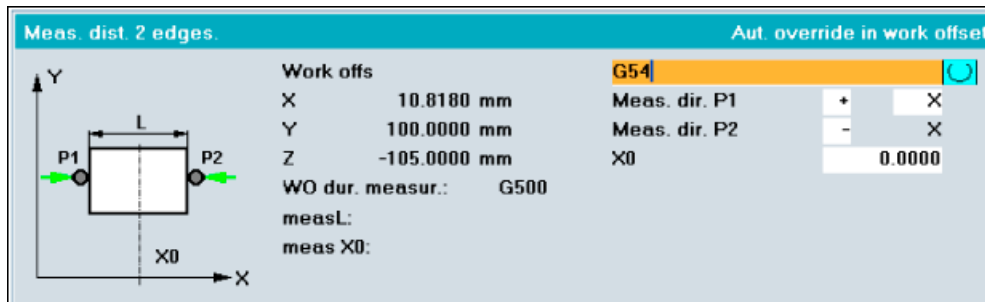 Meas. dist. 2 edges. Aut. override in work offset
Y
L
P1 P2
X0
X
Work offs G54
X 10.8180 mm Meas. dir. P1 + X
Y 100.0000 mm Meas. dir. P2 - X
Z -105.0000 mm X0 0.0000
WO dur. measur.: G500
measL:
meas X0: